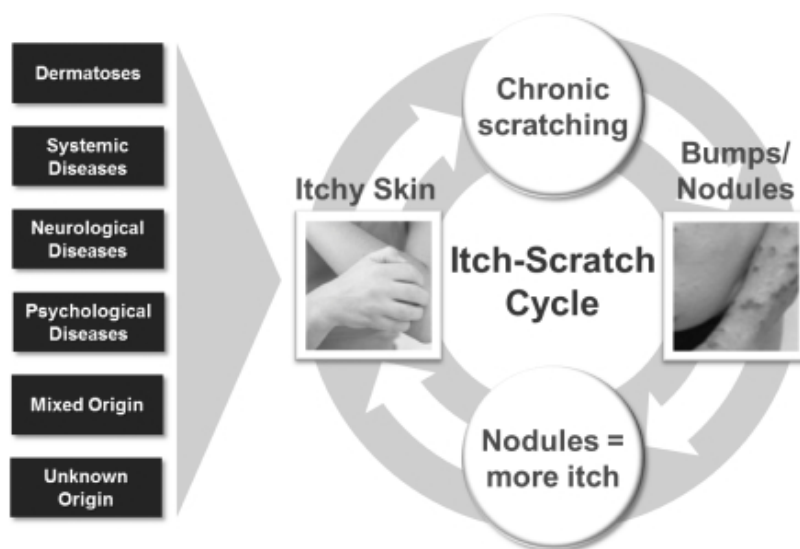 Dermatoses
Systemic
Diseases
Neurological
Diseases
Psychological
Diseases
Mixed Origin
Unknown
Origin
Itchy Skin
Chronic
scratching
Bumps/
Nodules
Itch-Scratch
Cycle
Nodules =
more itch